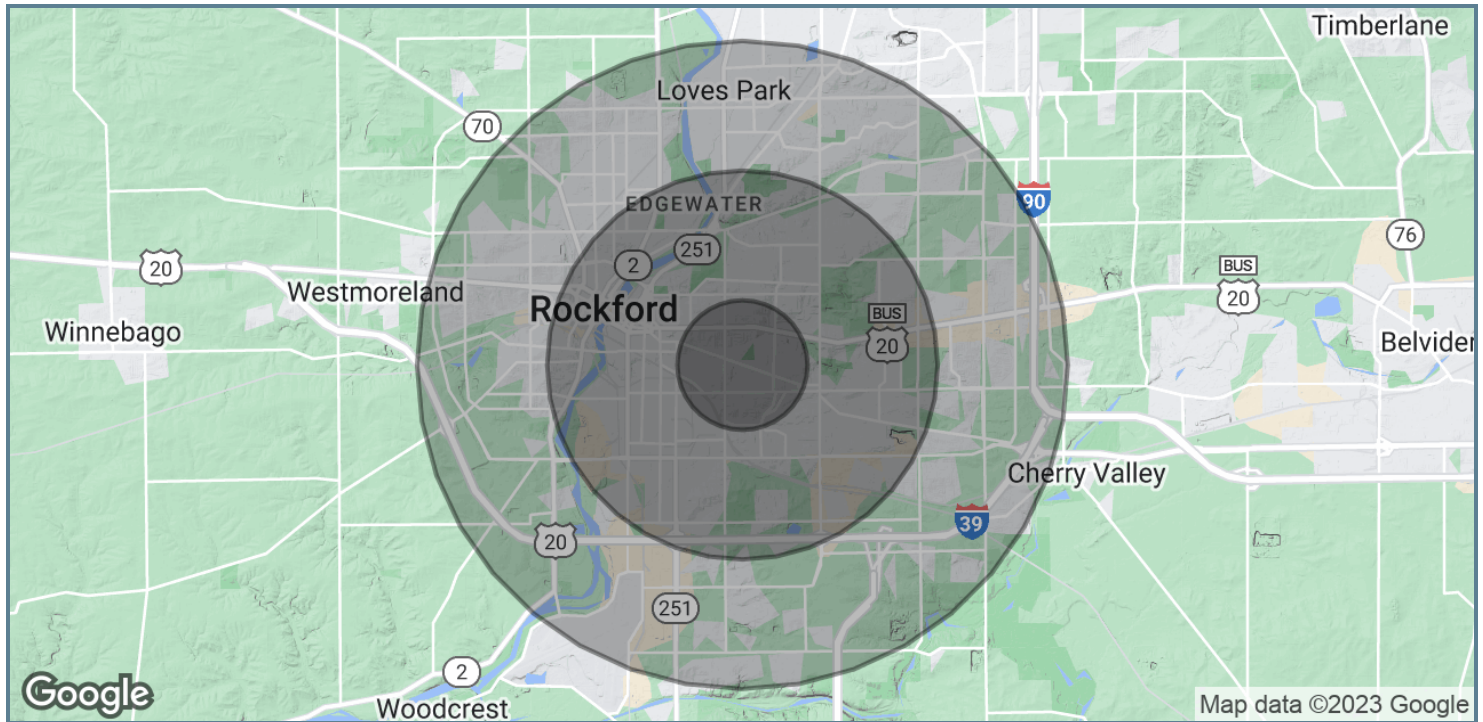 Timberlane
Loves Park
70
EDGEWATER
90
76
251
2
20
BUS
20
Westmoreland
Rockford
BUS
20
Winnebago
Belvider
Cherry Valley
39
20
251
2
Woodcrest
Google
Map data ©2023 Google